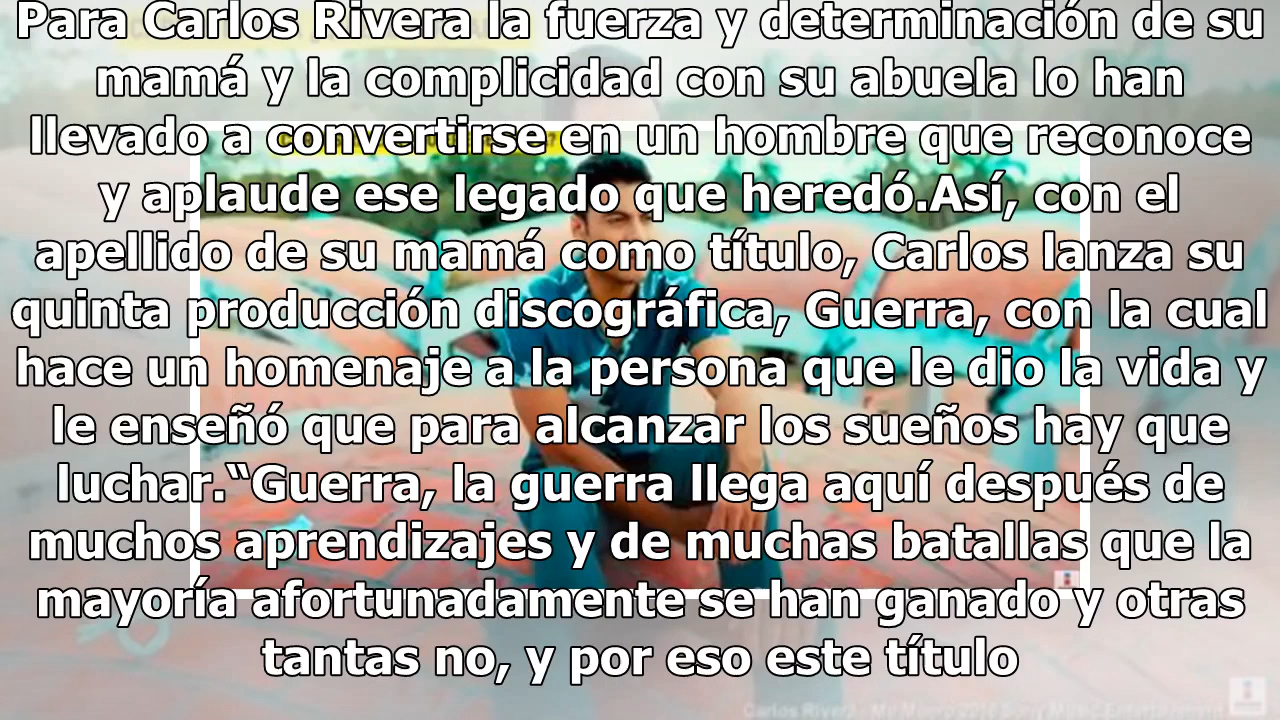 Para Carlos Rivera la fuerza y determinación de su
mamá y la complicidad con su abuela lo han
llevado a convertirse en un hombre que reconoce
y aplaude ese legado que heredó.Así, con el
apellido de su mamá como título, Carlos lanza su
quinta producción discográfica, Guerra, con la cual
hace un homenaje a la persona que le dio la vida y
le enseñó que para alcanzar los sueños hay que
luchar.“Guerra, la guerra llega aquí después de
muchos aprendizajes y de muchas batallas que la
mayoría afortunadamente se han ganado y otras
tantas no, y por eso este título